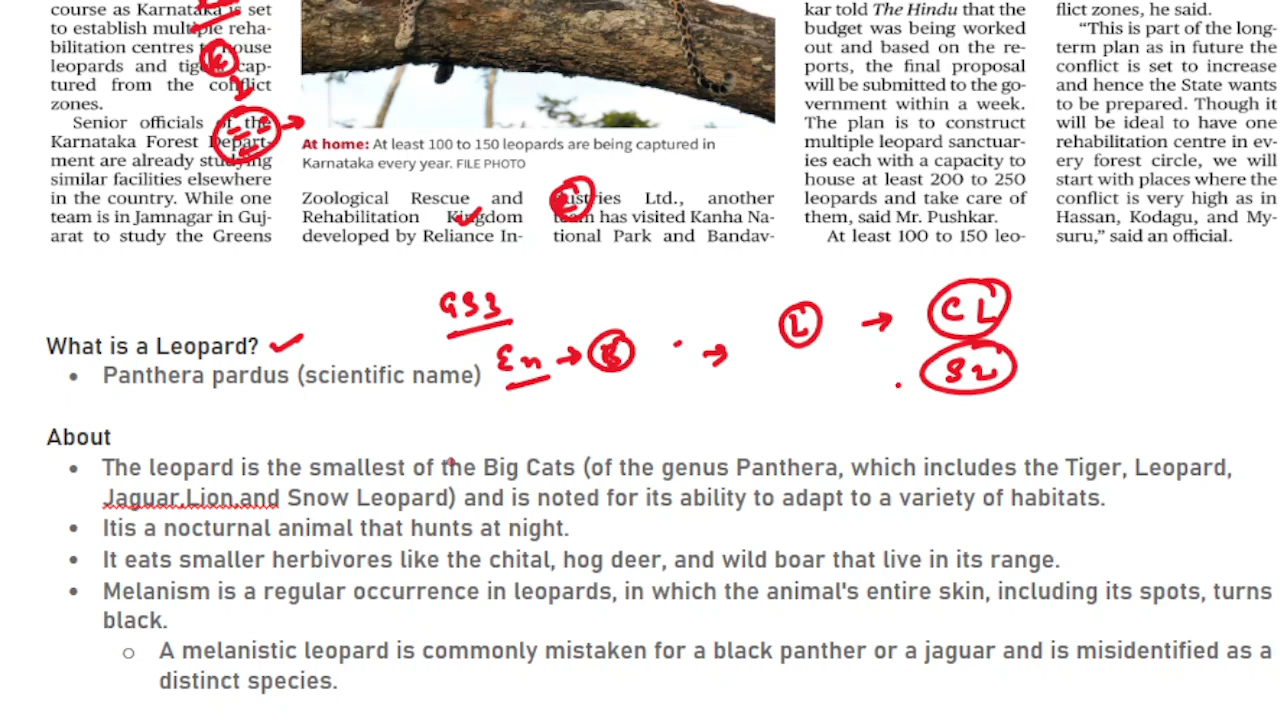 course as Karnataka is set
to establish multiple reha-
bilitation centres to house
leopards and tigers cap-
tured from the conflict
zones.
Senior officials of the
Karnataka Forest Depart-
ment are already studying
similar facilities elsewhere
in the country. While one
team is in Jamnagar in Guj-
arat to study the Greens
At home: At least 100 to 150 leopards are being captured in
Karnataka every year. FILE PHOTO
Zoological Rescue and
Rehabilitation Kingdom
developed by Reliance In-
dustries Ltd., another
team has visited Kanha Na-
tional Park and Bandav-
kar told The Hindu that the
budget was being worked
out and based on the re-
ports, the final proposal
will be submitted to the go-
vernment within a week.
The plan is to construct
multiple leopard sanctuar-
ies each with a capacity to
house at least 200 to 250
leopards and take care of
them, said Mr. Pushkar.
At least 100 to 150 leo-
flict zones, he said.
“This is part of the long-
term plan as in future the
conflict is set to increase
and hence the State wants
to be prepared. Though it
will be ideal to have one
rehabilitation centre in ev-
ery forest circle, we will
start with places where the
conflict is very high as in
Hassan, Kodagu, and My-
suru,” said an official.
GS3
En → B → L → CL
SL
What is a Leopard?
• Panthera pardus (scientific name)
About
• The leopard is the smallest of the Big Cats (of the genus Panthera, which includes the Tiger, Leopard,
Jaguar,Lion,and Snow Leopard) and is noted for its ability to adapt to a variety of habitats.
• Itis a nocturnal animal that hunts at night.
• It eats smaller herbivores like the chital, hog deer, and wild boar that live in its range.
• Melanism is a regular occurrence in leopards, in which the animal's entire skin, including its spots, turns
black.
o A melanistic leopard is commonly mistaken for a black panther or a jaguar and is misidentified as a
distinct species.